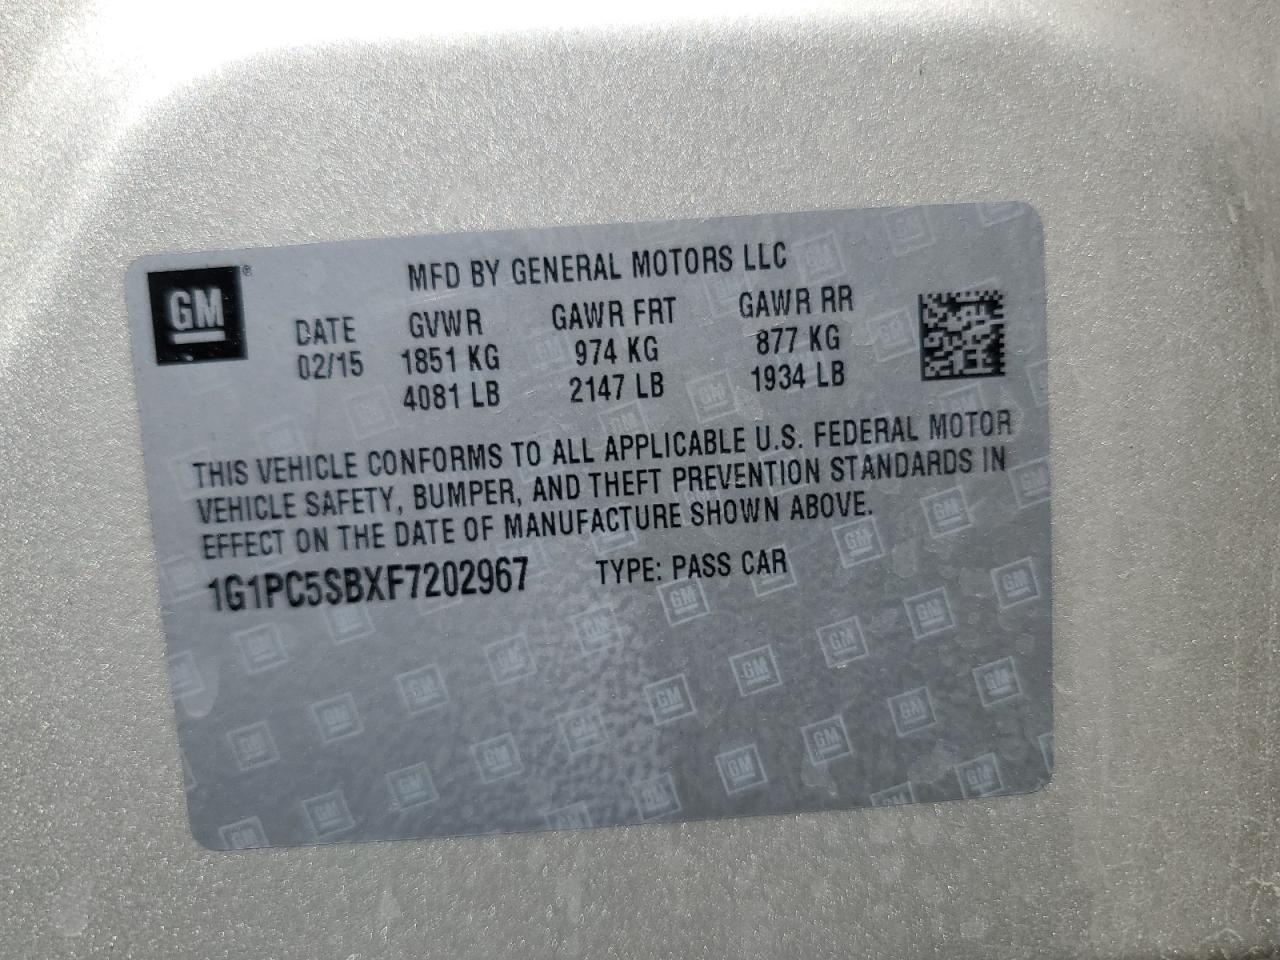 GM®
MFD BY GENERAL MOTORS LLC
DATE GVWR GAWR FRT GAWR RR
02/15 1851 KG 974 KG 877 KG
4081 LB 2147 LB 1934 LB
THIS VEHICLE CONFORMS TO ALL APPLICABLE U.S. FEDERAL MOTOR
VEHICLE SAFETY, BUMPER, AND THEFT PREVENTION STANDARDS IN
EFFECT ON THE DATE OF MANUFACTURE SHOWN ABOVE.
1G1PC5SBXF7202967 TYPE: PASS CAR